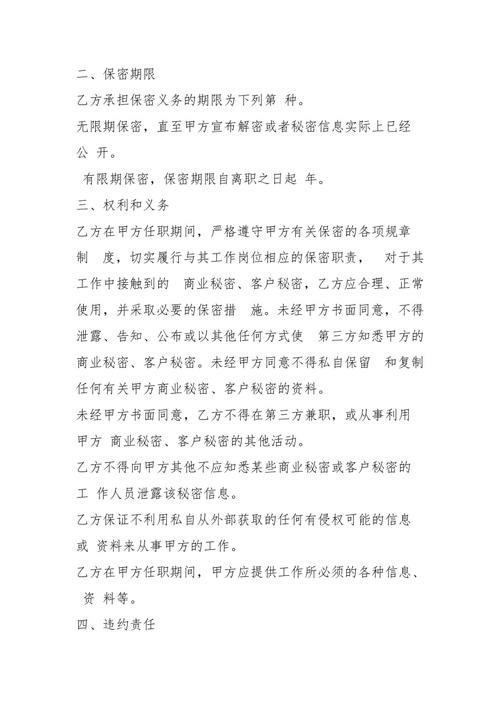 二、保密期限
乙方承担保密义务的期限为下列第 种。
无限期保密，直至甲方宣布解密或者秘密信息实际上已经
公 开。
有限期保密，保密期限自离职之日起 年。
三、权利和义务
乙方在甲方任职期间，严格遵守甲方有关保密的各项规章
制 度，切实履行与其工作岗位相应的保密职责， 对于其
工作中接触到的 商业秘密、客户秘密，乙方应合理、正常
使用，并采取必要的保密措 施。未经甲方书面同意，不得
泄露、告知、公布或以其他任何方式使 第三方知悉甲方的
商业秘密、客户秘密。未经甲方同意不得私自保留 和复制
任何有关甲方商业秘密、客户秘密的资料。
未经甲方书面同意，乙方不得在第三方兼职，或从事利用
甲方 商业秘密、客户秘密的其他活动。
乙方不得向甲方其他不应知悉某些商业秘密或客户秘密的
工 作人员泄露该秘密信息。
乙方保证不利用私自从外部获取的任何有侵权可能的信息
或 资料来从事甲方的工作。
乙方在甲方任职期间，甲方应提供工作所必须的各种信息、
资 料等。
四、违约责任